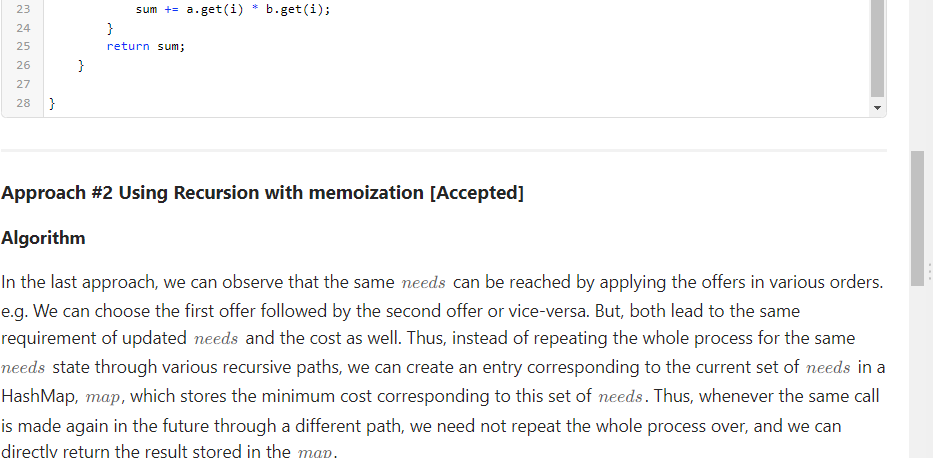 23 sum += a.get(i) * b.get(i);
24 }
25 return sum;
26 }
27
28 }
Approach #2 Using Recursion with memoization [Accepted]
Algorithm
In the last approach, we can observe that the same needs can be reached by applying the offers in various orders.
e.g. We can choose the first offer followed by the second offer or vice-versa. But, both lead to the same
requirement of updated needs and the cost as well. Thus, instead of repeating the whole process for the same
needs state through various recursive paths, we can create an entry corresponding to the current set of needs in a
HashMap, map, which stores the minimum cost corresponding to this set of needs. Thus, whenever the same call
is made again in the future through a different path, we need not repeat the whole process over, and we can
directly return the result stored in the map.